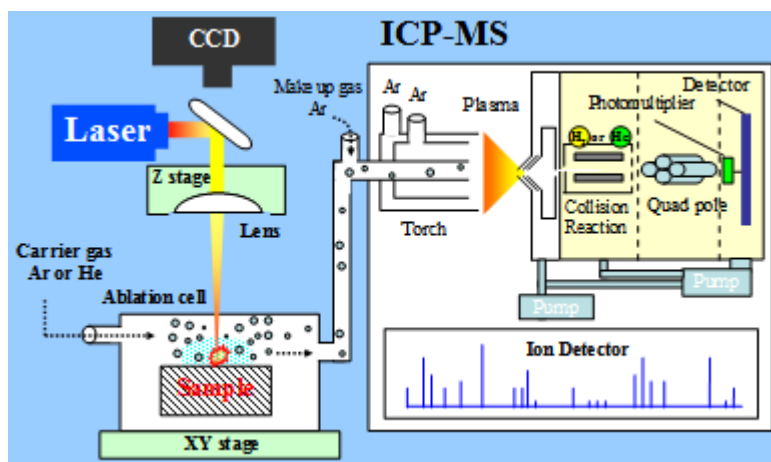 CCD
ICP-MS
Make up gas
Ar
Ar
Ar
Plasma
Detector
Photomultiplier
Laser
H₂ or He
Z stage
Lens
Torch
Collision
Reaction
Quad pole
Carrier gas
Ar or He
Ablation cell
Pump
Pump
Ion Detector
Sample
XY stage